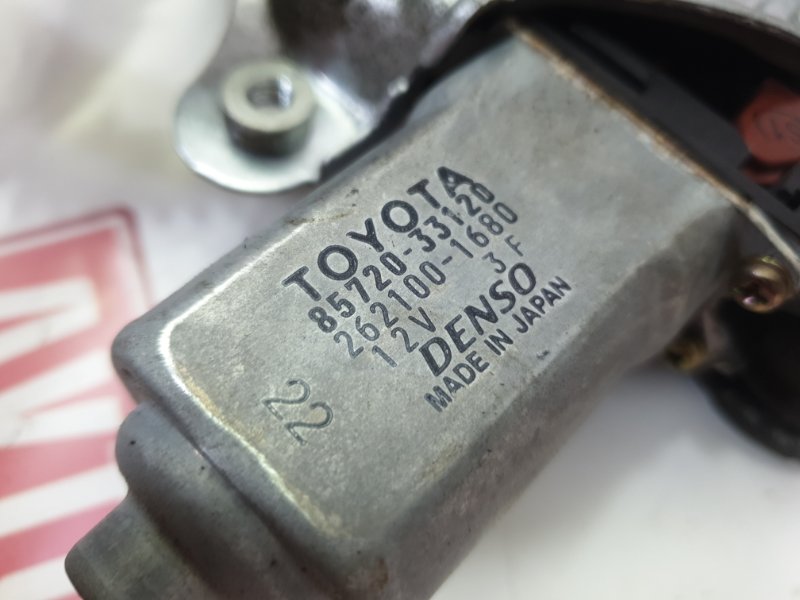 TOYOTA
85720-33120
262100-1680
12V 3F
DENSO
MADE IN JAPAN
22